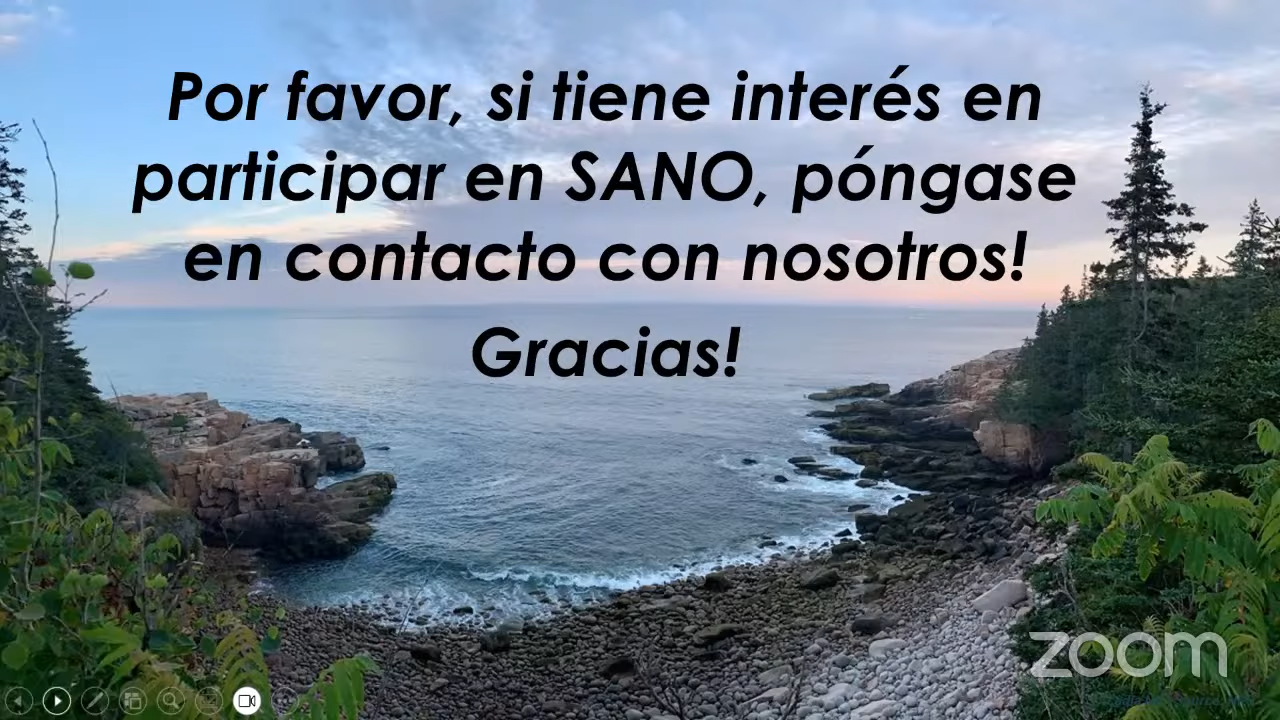 Por favor, si tiene interés en
participar en SANO, póngase
en contacto con nosotros!
Gracias!
zoom